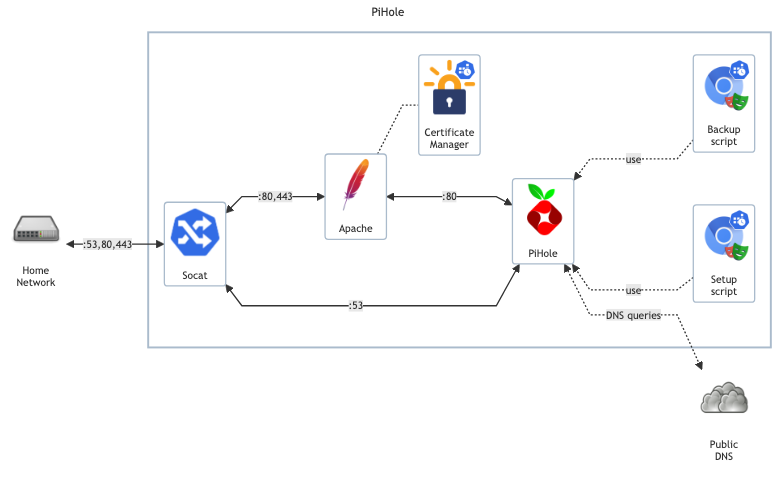 PiHole
Certificate
Manager
Backup
script
use
:80,443
:80
Apache
PiHole
:53,80,443
Socat
Home
Network
Setup
script
use
:53
DNS queries
Public
DNS